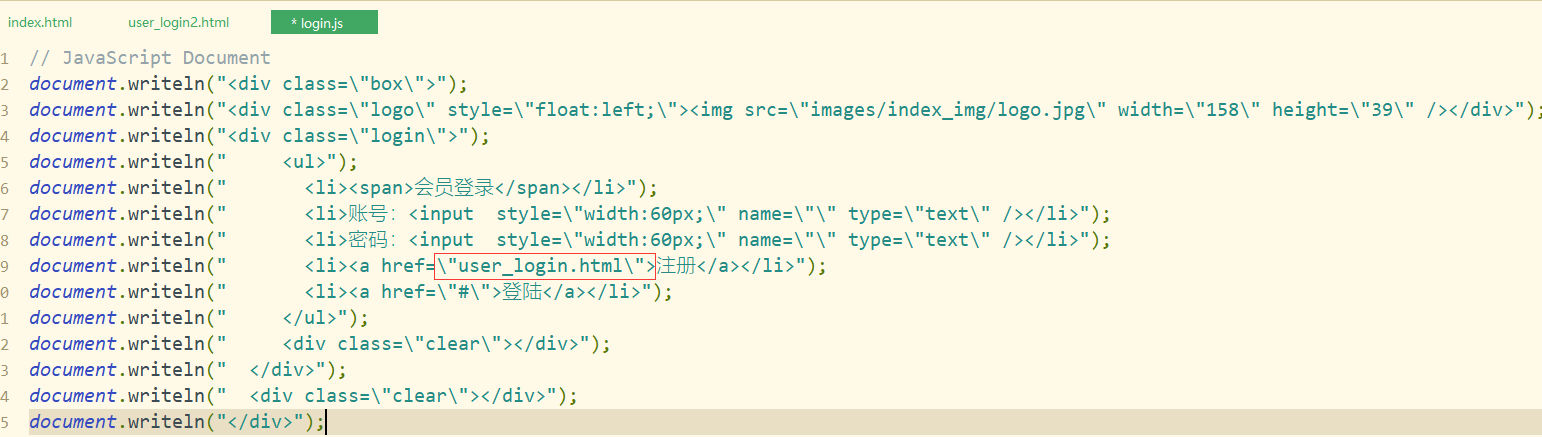 index.html user_login2.html * login.js
1 // JavaScript Document
2 document.writeln("<div class=\"box\">");
3 document.writeln("<div class=\"logo\" style=\"float:left;\"><img src=\"images/index_img/logo.jpg\" width=\"158\" height=\"39\" /></div>");
4 document.writeln("<div class=\"login\">");
5 document.writeln("     <ul>");
6 document.writeln("       <li><span>会员登录</span></li>");
7 document.writeln("       <li>账号：<input  style=\"width:60px;\" name=\"\" type=\"text\" /></li>");
8 document.writeln("       <li>密码：<input  style=\"width:60px;\" name=\"\" type=\"text\" /></li>");
9 document.writeln("       <li><a href=\"user_login.html\">注册</a></li>");
0 document.writeln("       <li><a href=\"#\">登陆</a></li>");
1 document.writeln("     </ul>");
2 document.writeln("     <div class=\"clear\"></div>");
3 document.writeln("  </div>");
4 document.writeln("  <div class=\"clear\"></div>");
5 document.writeln("</div>");